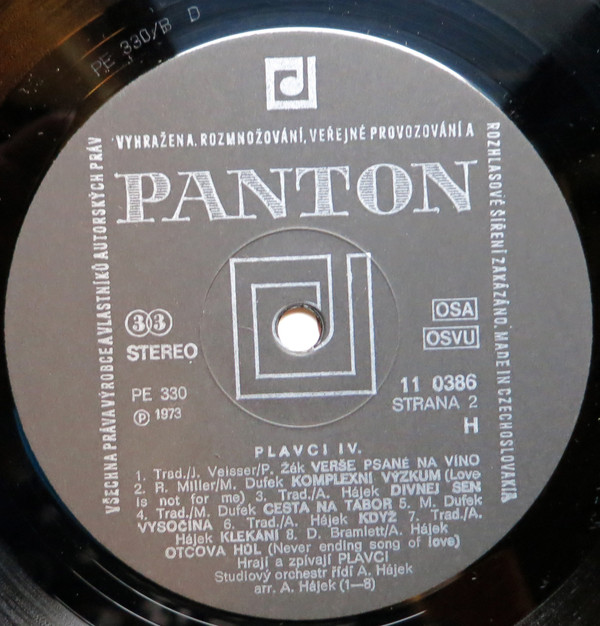 PE 330/B D
VYHRAŽENA. ROZMNOŽOVÁNÍ, VEŘEJNÉ PROVOZOVÁNÍ A
ROZHLASOVÉ ŠÍŘENÍ ZAKÁZÁNO. MADE IN CZECHOSLOVAKIA
VŠECHNA PRÁVA VÝROBCE A VLASTNÍKŮ AUTORSKÝCH PRÁV
PANTON
33
STEREO
OSA
OSVU
PE 330
Ⓟ 1973
11 0386
STRANA 2
H
PLAVCI IV.
1. Trad./J. Veisser/P. Žák VERŠE PSANÉ NA VÍNO
2. R. Miller/M. Dufek KOMPLEXNÍ VÝZKUM (Love
is not for me) 3. Trad./A. Hájek DIVNEJ SEN
4. Trad./M. Dufek CESTA NA TÁBOR 5. M. Dufek
VYSOČINA 6. Trad./A. Hájek KDYŽ 7. Trad./A.
Hájek KLEKÁNÍ 8. D. Bramlett/A. Hájek
OTCOVA HŮL (Never ending song of love)
Hrají a zpívají PLAVCI
Studiový orchestr řídí A. Hájek
arr. A. Hájek (1—8)